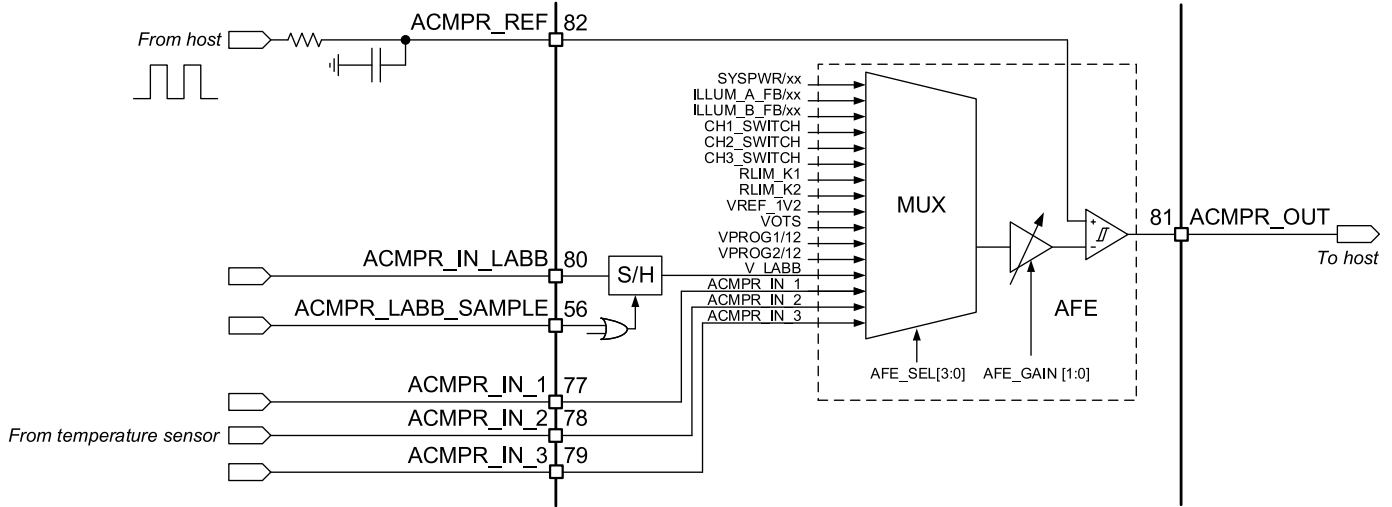 ACMPR_REF 82
From host
SYSPWR/xx
ILLUM_A_FB/xx
ILLUM_B_FB/xx
CH1_SWITCH
CH2_SWITCH
CH3_SWITCH
RLIM_K1
RLIM_K2
VREF_1V2
VOTS
VPROG1/12
VPROG2/12
V_LABB
ACMPR_IN_1
ACMPR_IN_2
ACMPR_IN_3
MUX
+
-
81 ACMPR_OUT
To host
ACMPR_IN_LABB 80
S/H
ACMPR_LABB_SAMPLE 56
AFE
AFE_SEL[3:0]
AFE_GAIN [1:0]
ACMPR_IN_1 77
ACMPR_IN_2 78
From temperature sensor
ACMPR_IN_3 79